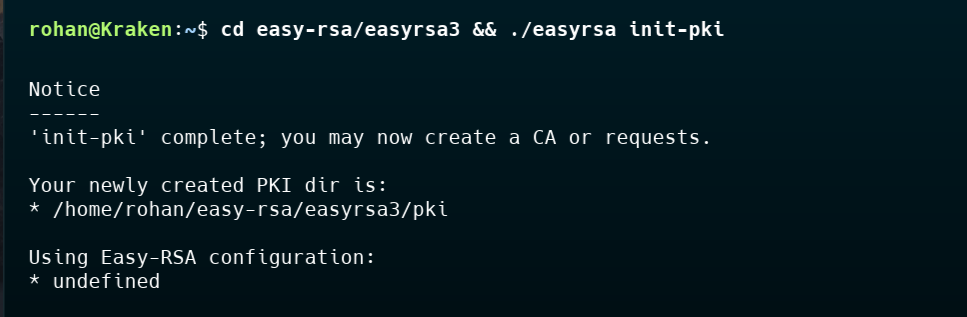 rohan@Kraken:~$ cd easy-rsa/easyrsa3 && ./easyrsa init-pki
Notice
------
'init-pki' complete; you may now create a CA or requests.
Your newly created PKI dir is:
* /home/rohan/easy-rsa/easyrsa3/pki
Using Easy-RSA configuration:
* undefined